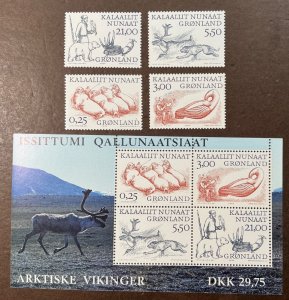 KALAALLIT NUNAAT
GRØNLAND
21,00
KALAALLIT NUNAAT
GRØNLAND
5,50
KALAALLIT NUNAAT
GRØNLAND
0,25
KALAALLIT NUNAAT
3,00
GRØNLAND
ISSITTUMI QALLUNAATSIAAT
KALAALLIT NUNAAT
GRØNLAND
0,25
KALAALLIT NUNAAT
3,00
GRØNLAND
KALAALLIT NUNAAT
GRØNLAND
5,50
KALAALLIT NUNAAT
GRØNLAND
21,00
ARKTISKE VIKINGER
DKK 29,75